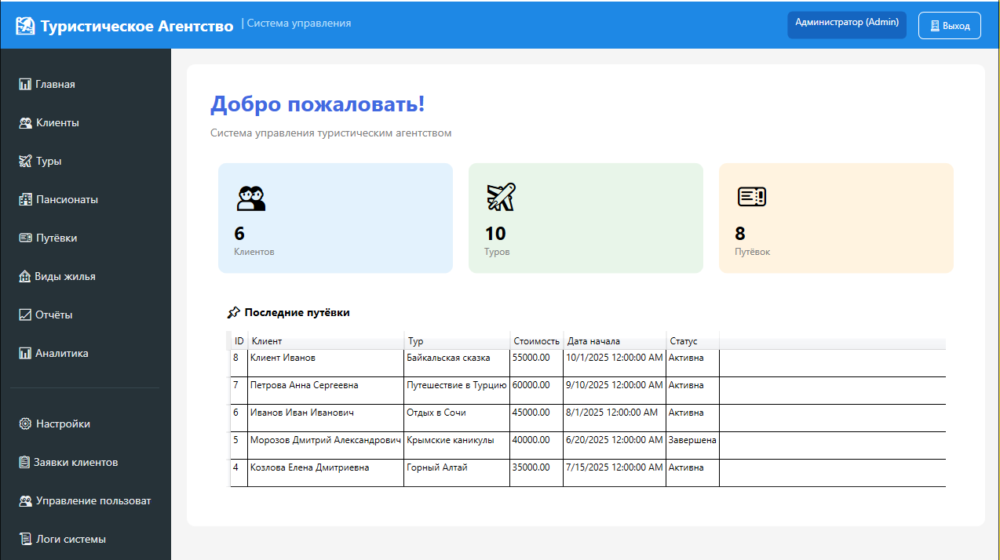 Туристическое Агентство | Система управления
Администратор (Admin)
Выход
Главная
Клиенты
Туры
Пансионаты
Путёвки
Виды жилья
Отчёты
Аналитика
Настройки
Заявки клиентов
Управление пользоват
Логи системы
Добро пожаловать!
Система управления туристическим агентством
6
Клиентов
10
Туров
8
Путёвок
Последние путёвки
ID Клиент Тур Стоимость Дата начала Статус
8 Клиент Иванов Байкальская сказка 55000.00 10/1/2025 12:00:00 AM Активна
7 Петрова Анна Сергеевна Путешествие в Турцию 60000.00 9/10/2025 12:00:00 AM Активна
6 Иванов Иван Иванович Отдых в Сочи 45000.00 8/1/2025 12:00:00 AM Активна
5 Морозов Дмитрий Александрович Крымские каникулы 40000.00 6/20/2025 12:00:00 AM Завершена
4 Козлова Елена Дмитриевна Горный Алтай 35000.00 7/15/2025 12:00:00 AM Активна